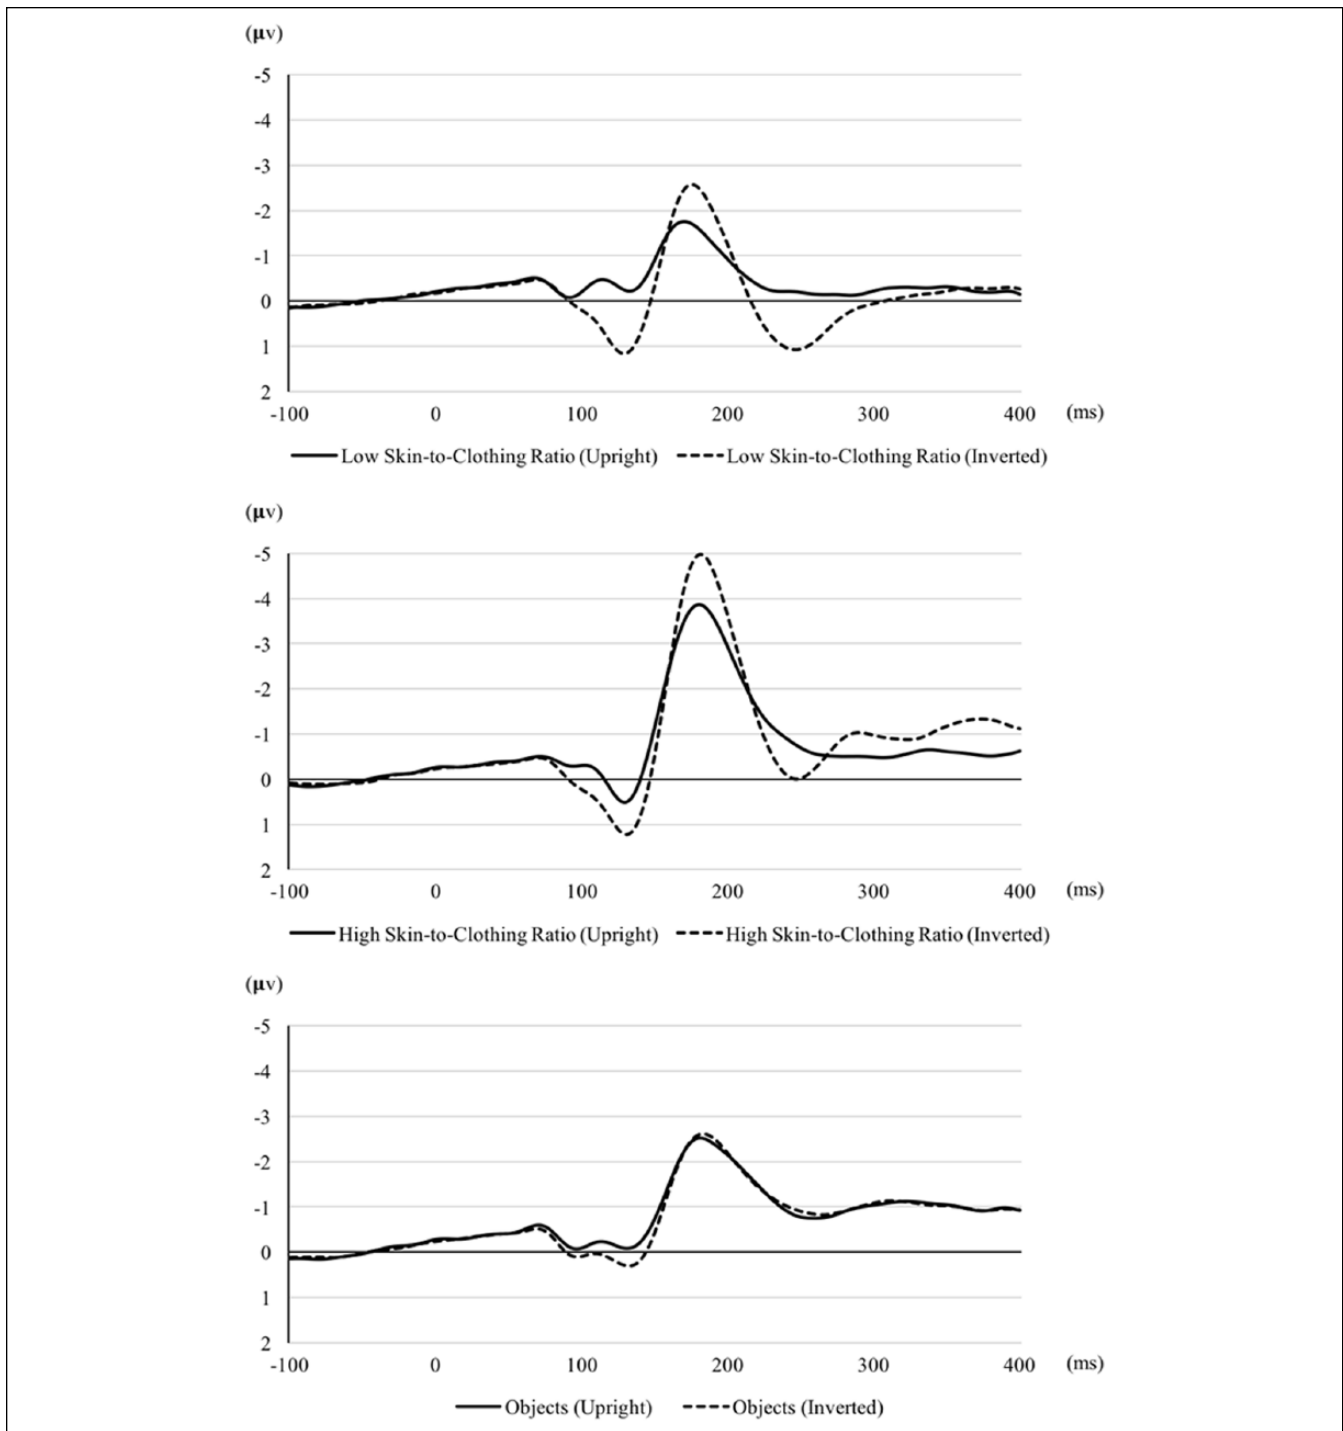 (μv)
-5
-4
-3
-2
-1
0
1
2
-100 0 100 200 300 400 (ms)
Low Skin-to-Clothing Ratio (Upright) Low Skin-to-Clothing Ratio (Inverted)
(μv)
-5
-4
-3
-2
-1
0
1
2
-100 0 100 200 300 400 (ms)
High Skin-to-Clothing Ratio (Upright) High Skin-to-Clothing Ratio (Inverted)
(μv)
-5
-4
-3
-2
-1
0
1
2
-100 0 100 200 300 400 (ms)
Objects (Upright) Objects (Inverted)